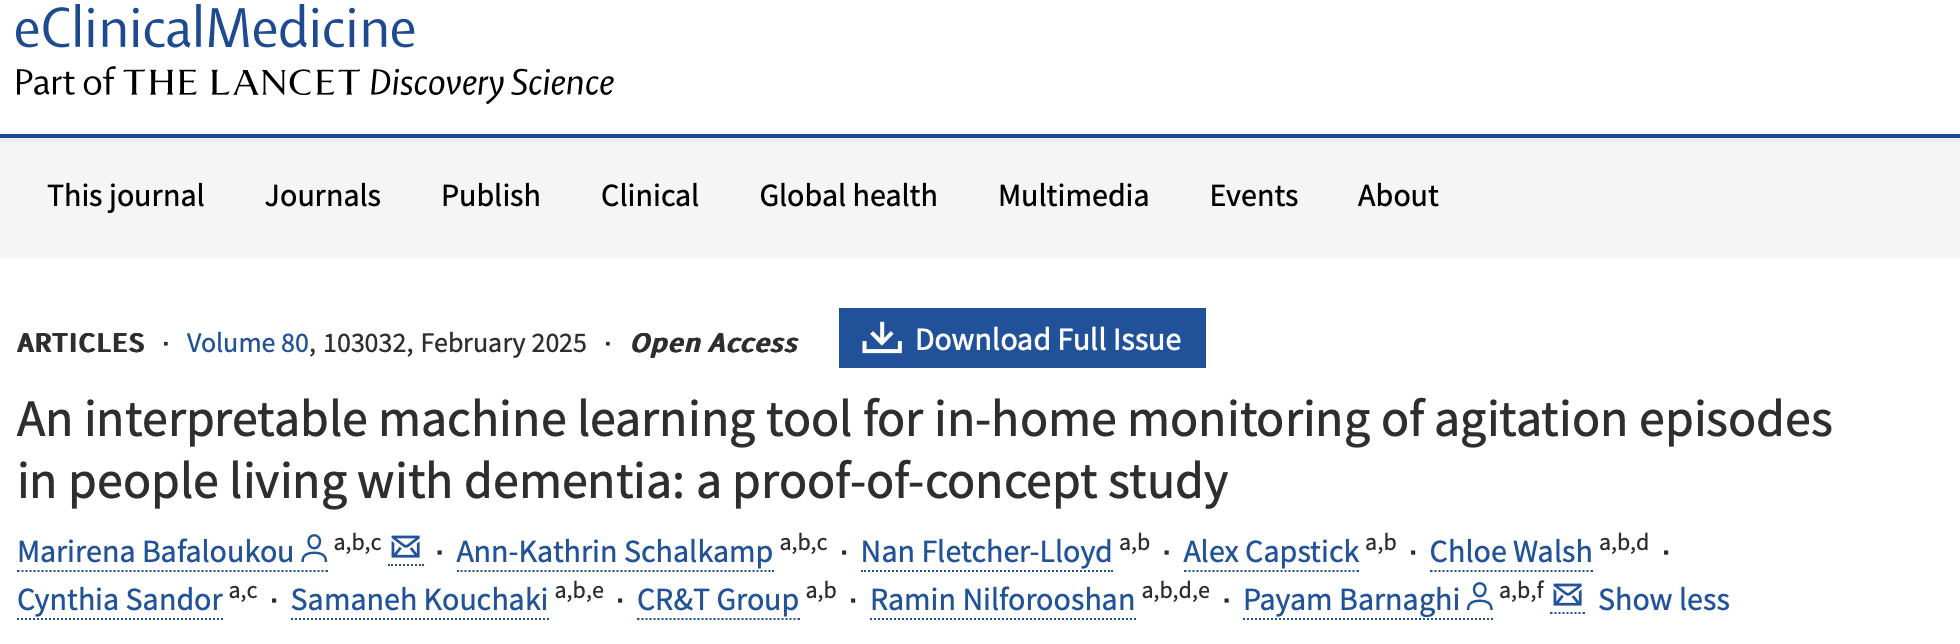 eClinicalMedicine
Part of THE LANCET Discovery Science
This journal Journals Publish Clinical Global health Multimedia Events About
ARTICLES · Volume 80, 103032, February 2025 · Open Access Download Full Issue
An interpretable machine learning tool for in-home monitoring of agitation episodes
in people living with dementia: a proof-of-concept study
Marirena Bafaloukou a,b,c · Ann-Kathrin Schalkamp a,b,c · Nan Fletcher-Lloyd a,b · Alex Capstick a,b · Chloe Walsh a,b,d ·
Cynthia Sandor a,c · Samaneh Kouchaki a,b,e · CR&T Group a,b · Ramin Nilforooshan a,b,d,e · Payam Barnaghi a,b,f Show less